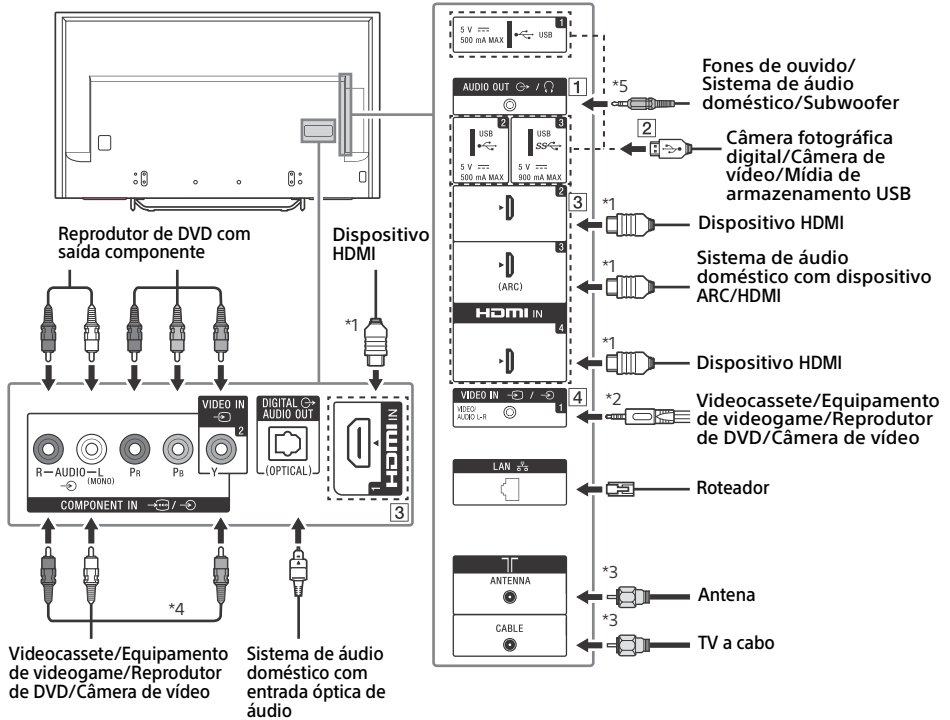 1
5 V
500 mA MAX
USB
AUDIO OUT / 
1
*5
Fones de ouvido/
Sistema de áudio
doméstico/Subwoofer
2
USB
5 V
500 mA MAX
3
USB
SS
5 V
900 mA MAX
2
Câmera fotográfica
digital/Câmera de
vídeo/Mídia de
armazenamento USB
2
3
*1
Dispositivo HDMI
3
(ARC)
*1
Sistema de áudio
doméstico com dispositivo
ARC/HDMI
HDMI IN
4
*1
Dispositivo HDMI
VIDEO IN /
4
VIDEO/
AUDIO L-R
1
*2
Videocassete/Equipamento
de videogame/Reprodutor
de DVD/Câmera de vídeo
LAN
Roteador
ANTENNA
*3
Antena
CABLE
*3
TV a cabo
Reprodutor de DVD com
saída componente
Dispositivo
HDMI
*1
VIDEO IN
2
DIGITAL
AUDIO OUT
(OPTICAL)
HDMI IN
1
R–AUDIO–L
(MONO)
PR
PB
Y
COMPONENT IN /
3
*4
Videocassete/Equipamento
de videogame/Reprodutor
de DVD/Câmera de vídeo
Sistema de áudio
doméstico com
entrada óptica de
áudio